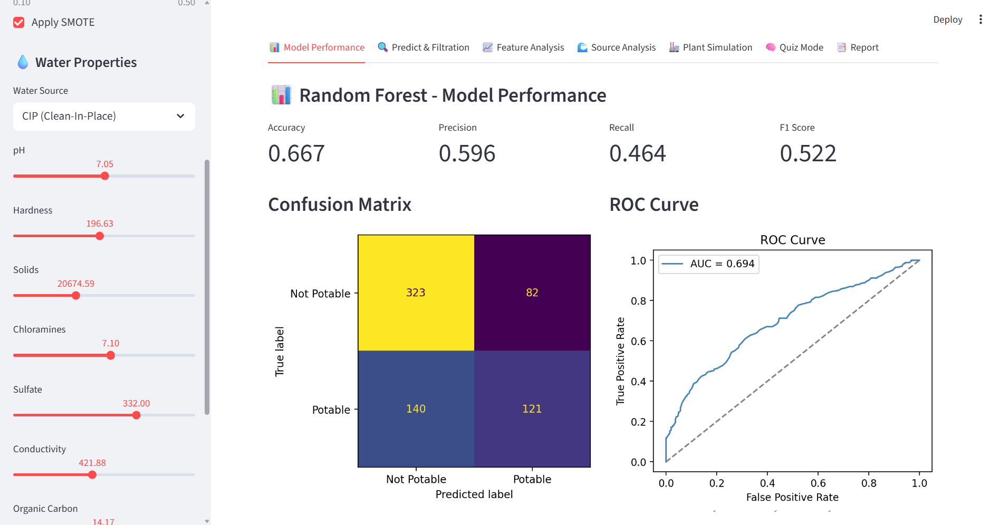 0.10 0.50
Apply SMOTE
Water Properties
Water Source
CIP (Clean-In-Place)
pH
7.05
Hardness
196.63
Solids
20674.59
Chloramines
7.10
Sulfate
332.00
Conductivity
421.88
Organic Carbon
14.17
Deploy
Model Performance Predict & Filtration Feature Analysis Source Analysis Plant Simulation Quiz Mode Report
Random Forest - Model Performance
Accuracy Precision Recall F1 Score
0.667 0.596 0.464 0.522
Confusion Matrix
True label
Not Potable
323 82
Potable
140 121
Not Potable Potable
Predicted label
ROC Curve
ROC Curve
AUC = 0.694
True Positive Rate
1.0
0.8
0.6
0.4
0.2
0.0
0.0 0.2 0.4 0.6 0.8 1.0
False Positive Rate